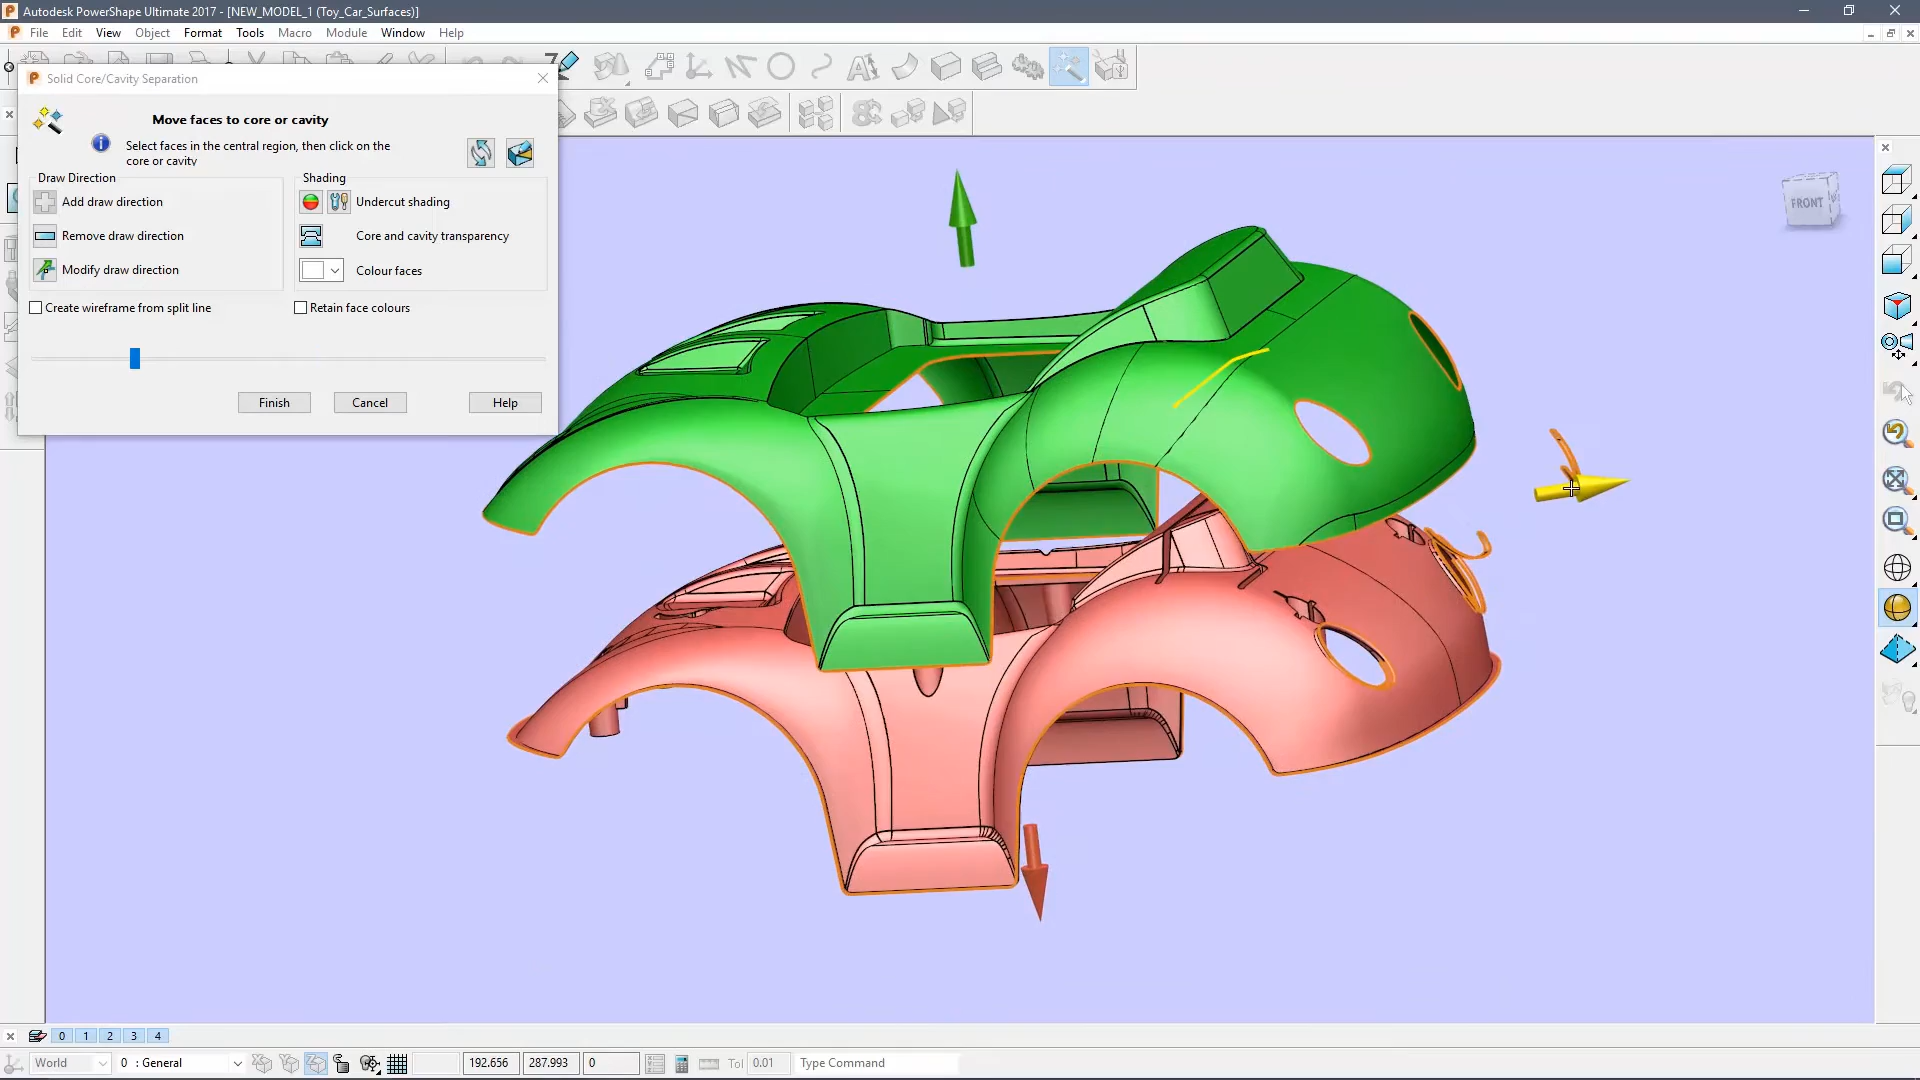 Autodesk PowerShape Ultimate 2017 - [NEW_MODEL_1 (Toy_Car_Surfaces)]
File Edit View Object Format Tools Macro Module Window Help
Solid Core/Cavity Separation
Move faces to core or cavity
Select faces in the central region, then click on the
core or cavity
Draw Direction
Shading
Add draw direction
Undercut shading
Remove draw direction
Core and cavity transparency
Modify draw direction
Colour faces
Create wireframe from split line
Retain face colours
Finish
Cancel
Help
FRONT
0 1 2 3 4
World 0 : General 192.656 287.993 0 Tol 0.01 Type Command